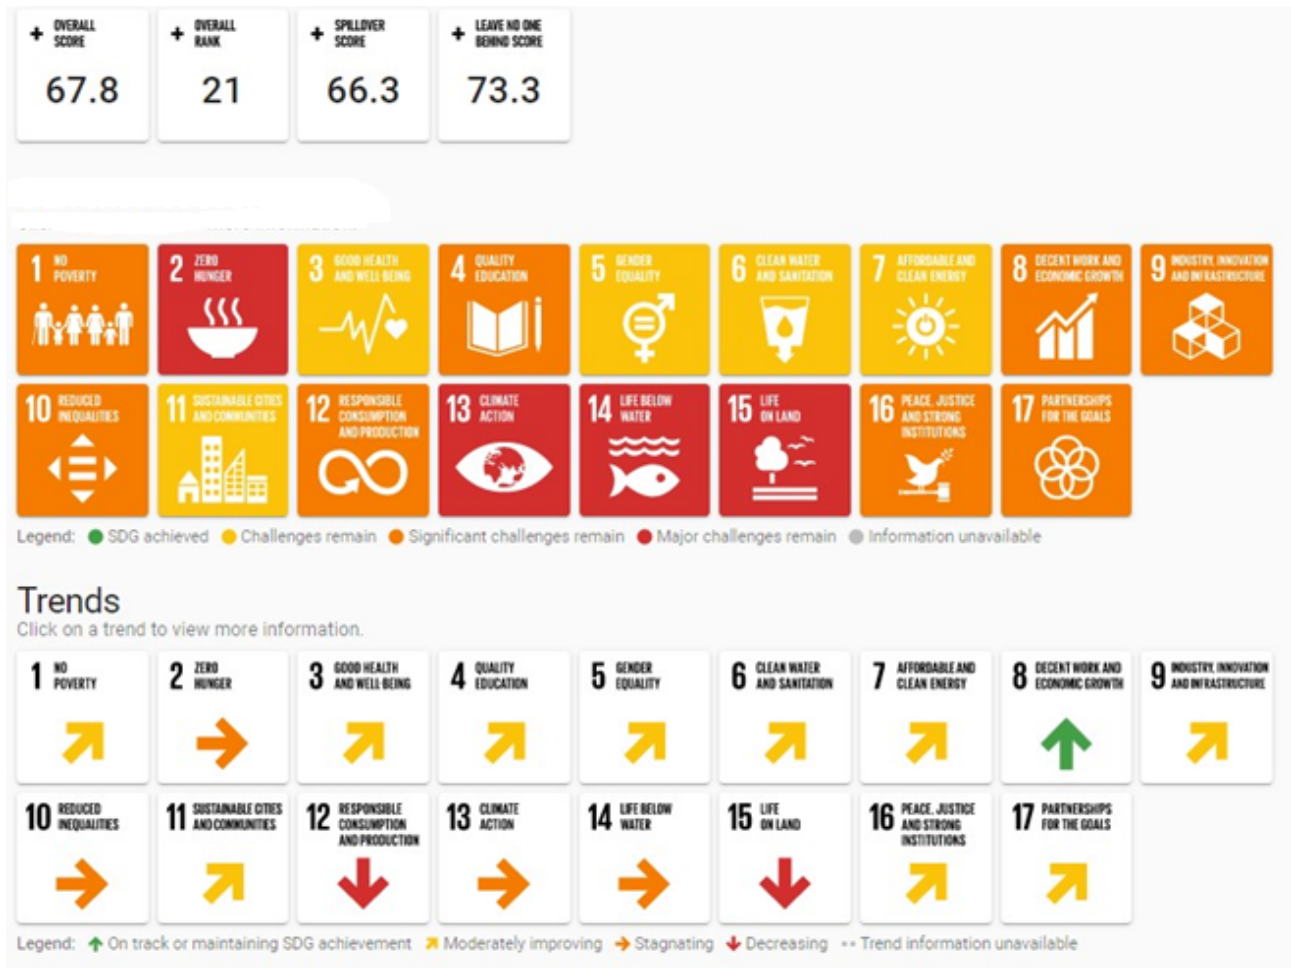 + OVERALL SCORE
67.8
+ OVERALL RANK
21
+ SPILLOVER SCORE
66.3
+ LEAVE NO ONE BEHIND SCORE
73.3
1 NO POVERTY
2 ZERO HUNGER
3 GOOD HEALTH AND WELL-BEING
4 QUALITY EDUCATION
5 GENDER EQUALITY
6 CLEAN WATER AND SANITATION
7 AFFORDABLE AND CLEAN ENERGY
8 DECENT WORK AND ECONOMIC GROWTH
9 INDUSTRY, INNOVATION AND INFRASTRUCTURE
10 REDUCED INEQUALITIES
11 SUSTAINABLE CITIES AND COMMUNITIES
12 RESPONSIBLE CONSUMPTION AND PRODUCTION
13 CLIMATE ACTION
14 LIFE BELOW WATER
15 LIFE ON LAND
16 PEACE, JUSTICE AND STRONG INSTITUTIONS
17 PARTNERSHIPS FOR THE GOALS
Legend: SDG achieved Challenges remain Significant challenges remain Major challenges remain Information unavailable
Trends
Click on a trend to view more information.
1 NO POVERTY
2 ZERO HUNGER
3 GOOD HEALTH AND WELL-BEING
4 QUALITY EDUCATION
5 GENDER EQUALITY
6 CLEAN WATER AND SANITATION
7 AFFORDABLE AND CLEAN ENERGY
8 DECENT WORK AND ECONOMIC GROWTH
9 INDUSTRY, INNOVATION AND INFRASTRUCTURE
10 REDUCED INEQUALITIES
11 SUSTAINABLE CITIES AND COMMUNITIES
12 RESPONSIBLE CONSUMPTION AND PRODUCTION
13 CLIMATE ACTION
14 LIFE BELOW WATER
15 LIFE ON LAND
16 PEACE, JUSTICE AND STRONG INSTITUTIONS
17 PARTNERSHIPS FOR THE GOALS
Legend: On track or maintaining SDG achievement Moderately improving Stagnating Decreasing Trend information unavailable